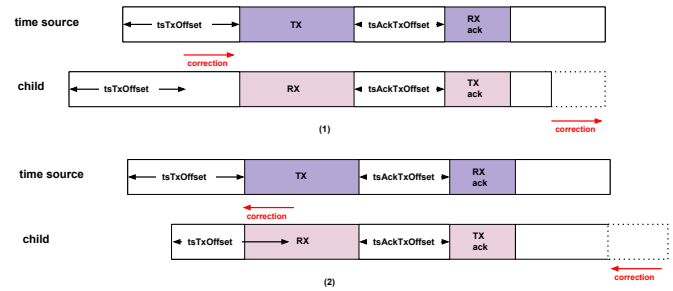 time source
tsTxOffset
TX
tsAckTxOffset
RX
ack
correction
child
tsTxOffset
RX
tsAckTxOffset
TX
ack
correction
(1)
time source
tsTxOffset
TX
tsAckTxOffset
RX
ack
correction
child
tsTxOffset
RX
tsAckTxOffset
TX
ack
correction
(2)